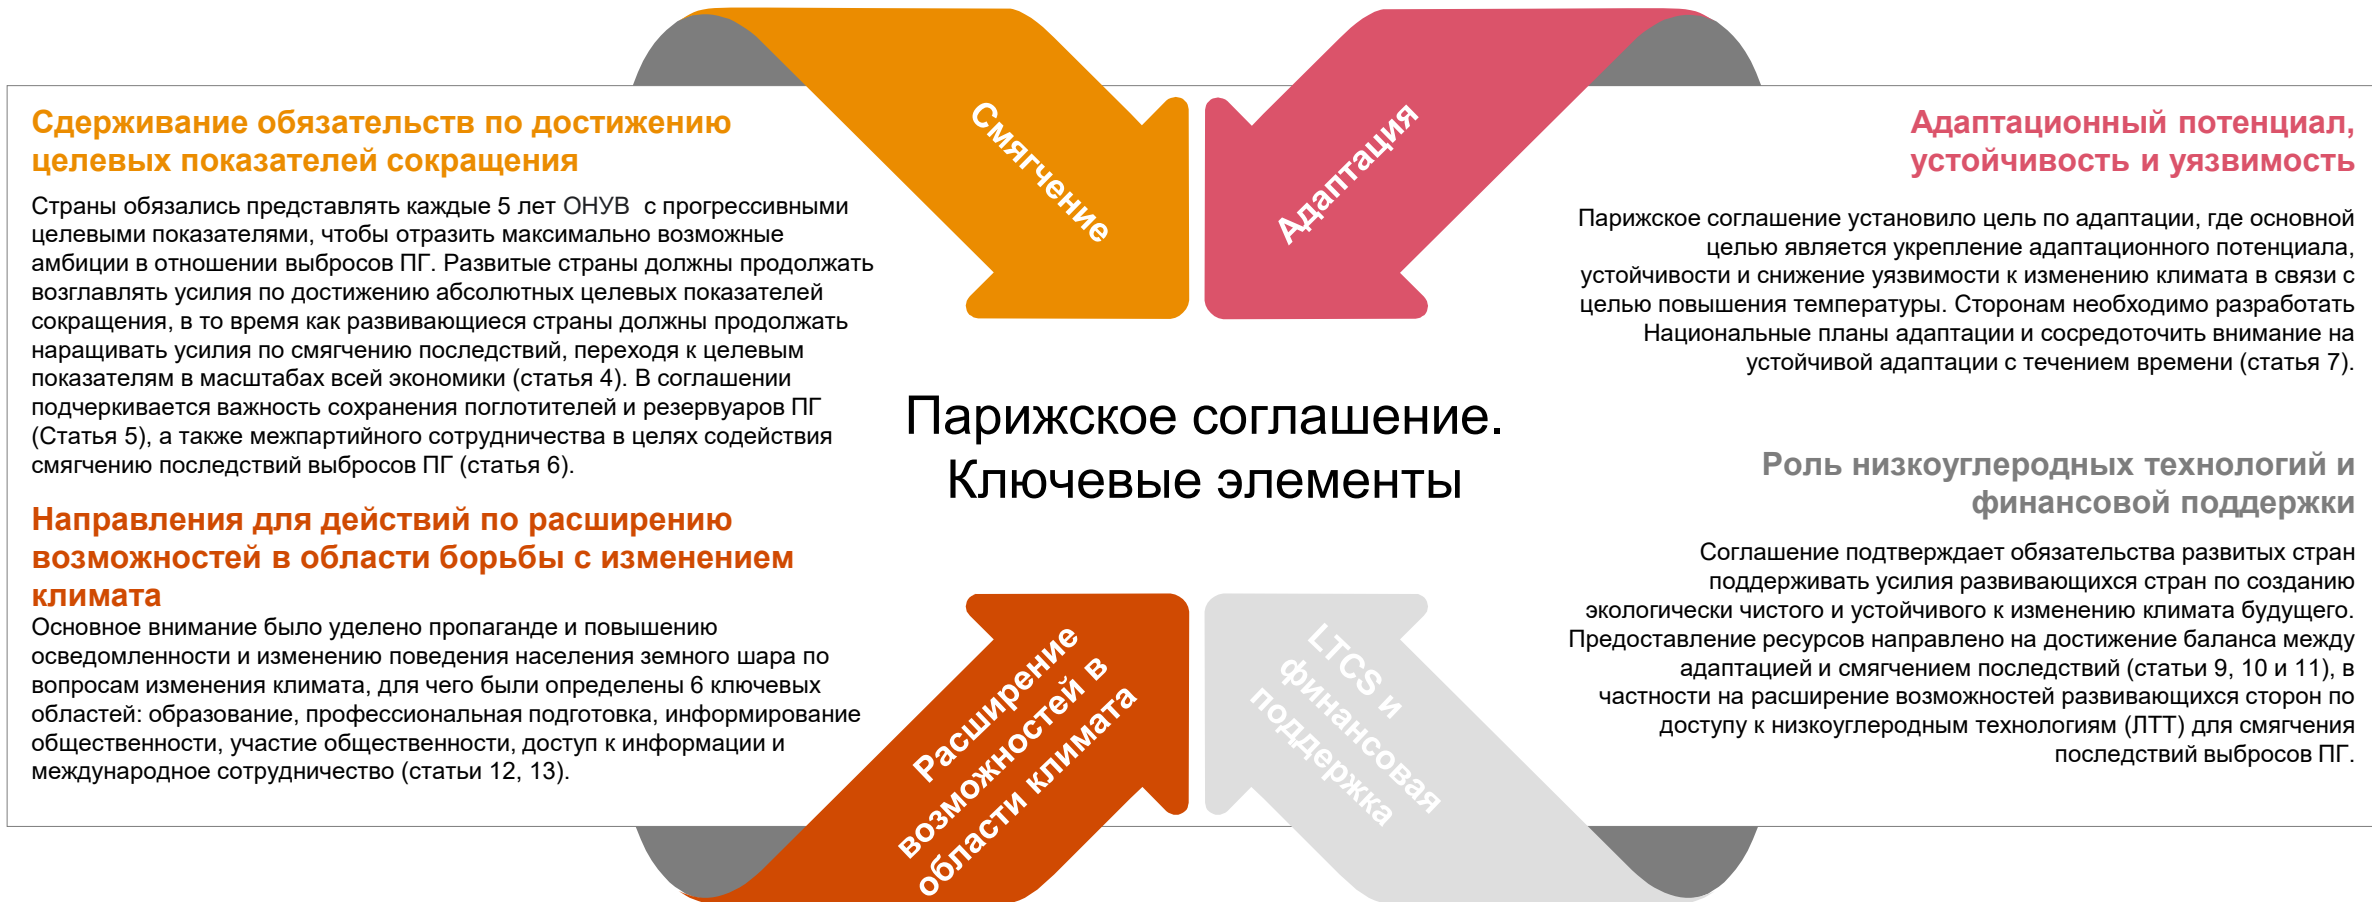 Смягчение
Адаптация
Сдерживание обязательств по достижению
целевых показателей сокращения
Страны обязались представлять каждые 5 лет ОНУВ с прогрессивными
целевыми показателями, чтобы отразить максимально возможные
амбиции в отношении выбросов ПГ. Развитые страны должны продолжать
возглавлять усилия по достижению абсолютных целевых показателей
сокращения, в то время как развивающиеся страны должны продолжать
наращивать усилия по смягчению последствий, переходя к целевым
показателям в масштабах всей экономики (статья 4). В соглашении
подчеркивается важность сохранения поглотителей и резервуаров ПГ
(Статья 5), а также межпартийного сотрудничества в целях содействия
смягчению последствий выбросов ПГ (статья 6).
Адаптационный потенциал,
устойчивость и уязвимость
Парижское соглашение установило цель по адаптации, где основной
целью является укрепление адаптационного потенциала,
устойчивости и снижение уязвимости к изменению климата в связи с
целью повышения температуры. Сторонам необходимо разработать
Национальные планы адаптации и сосредоточить внимание на
устойчивой адаптации с течением времени (статья 7).
Парижское соглашение.
Ключевые элементы
Направления для действий по расширению
возможностей в области борьбы с изменением
климата
Основное внимание было уделено пропаганде и повышению
осведомленности и изменению поведения населения земного шара по
вопросам изменения климата, для чего были определены 6 ключевых
областей: образование, профессиональная подготовка, информирование
общественности, участие общественности, доступ к информации и
международное сотрудничество (статьи 12, 13).
Роль низкоуглеродных технологий и
финансовой поддержки
Соглашение подтверждает обязательства развитых стран
поддерживать усилия развивающихся стран по созданию
экологически чистого и устойчивого к изменению климата будущего.
Предоставление ресурсов направлено на достижение баланса между
адаптацией и смягчением последствий (статьи 9, 10 и 11), в
частности на расширение возможностей развивающихся сторон по
доступу к низкоуглеродным технологиям (ЛТТ) для смягчения
последствий выбросов ПГ.
Расширение
возможностей в
области климата
LTCS и
финансовая
поддержка